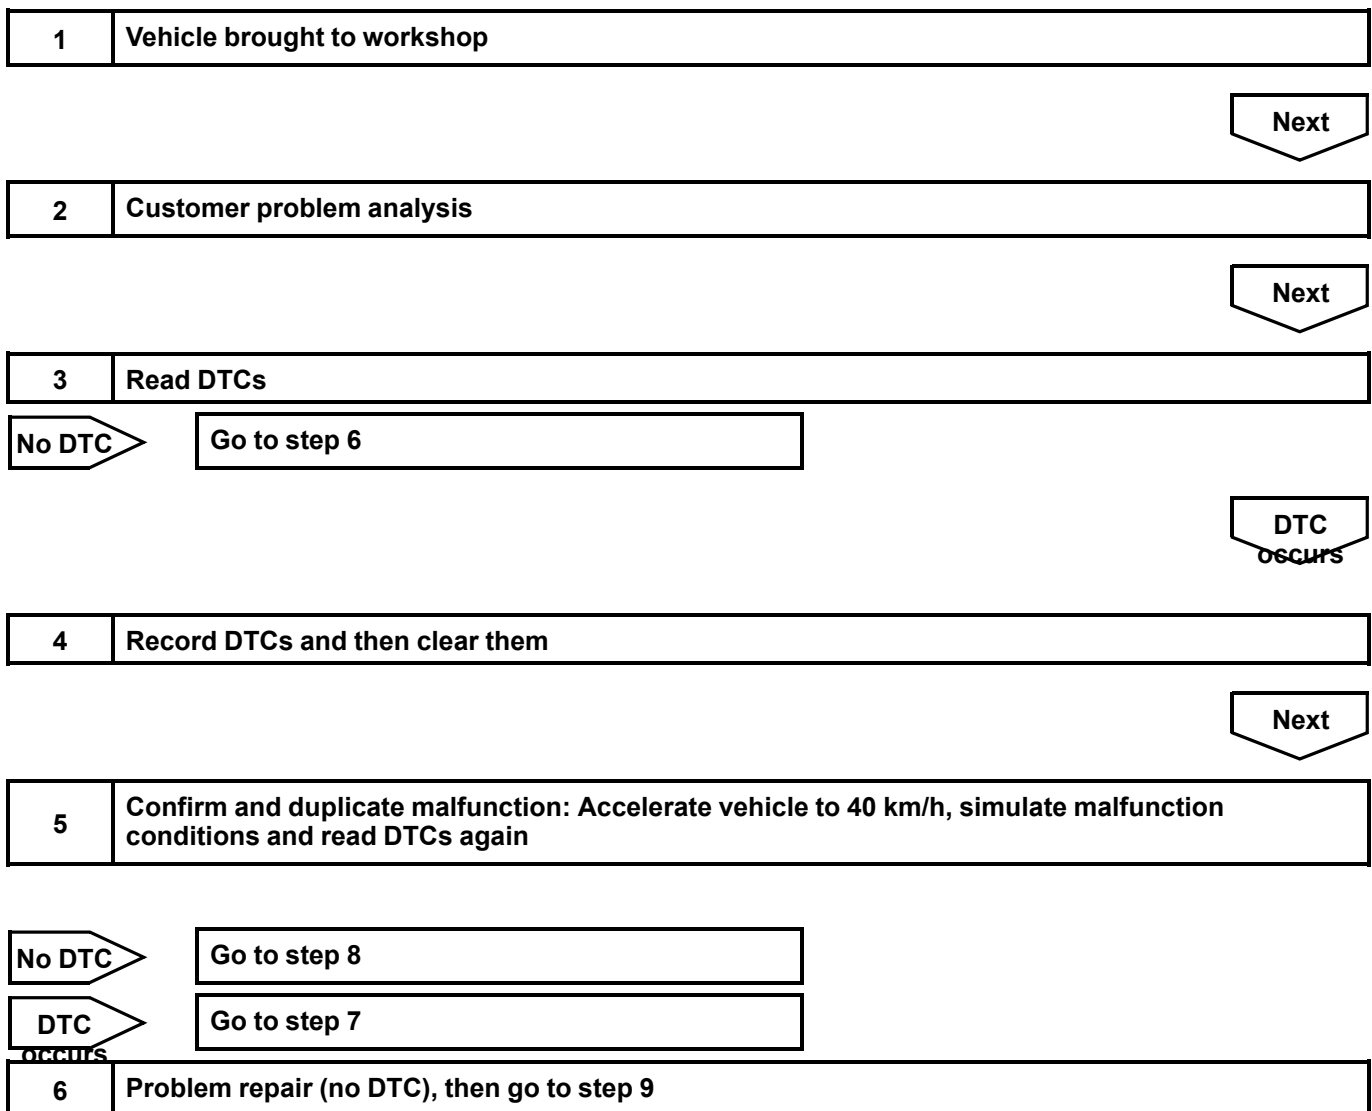 1 Vehicle brought to workshop
Next
2 Customer problem analysis
Next
3 Read DTCs
No DTC Go to step 6
DTC
occurs
4 Record DTCs and then clear them
Next
5 Confirm and duplicate malfunction: Accelerate vehicle to 40 km/h, simulate malfunction
conditions and read DTCs again
No DTC Go to step 8
DTC Go to step 7
occurs
6 Problem repair (no DTC), then go to step 9